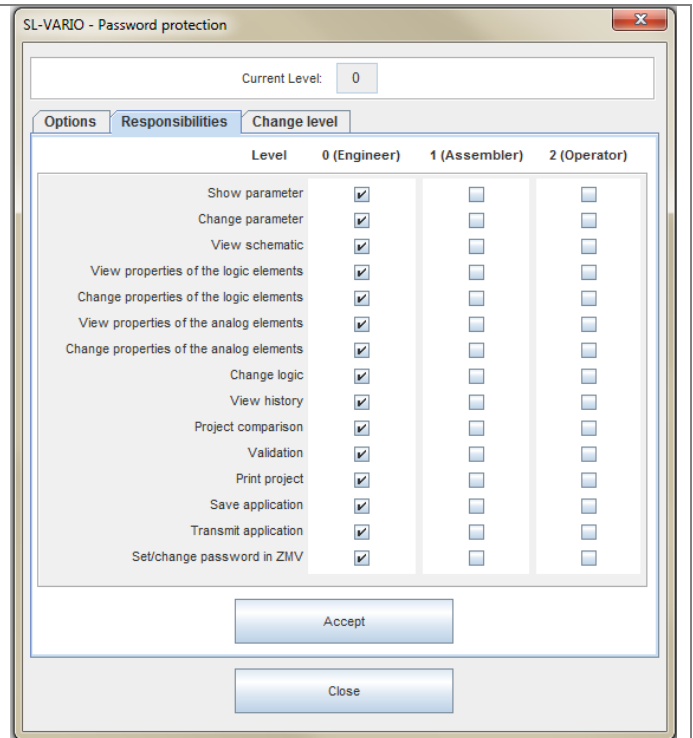 SL-VARIO - Password protection
Current Level: 0
Options Responsibilities Change level
Level 0 (Engineer) 1 (Assembler) 2 (Operator)
Show parameter
Change parameter
View schematic
View properties of the logic elements
Change properties of the logic elements
View properties of the analog elements
Change properties of the analog elements
Change logic
View history
Project comparison
Validation
Print project
Save application
Transmit application
Set/change password in ZMV
Accept
Close